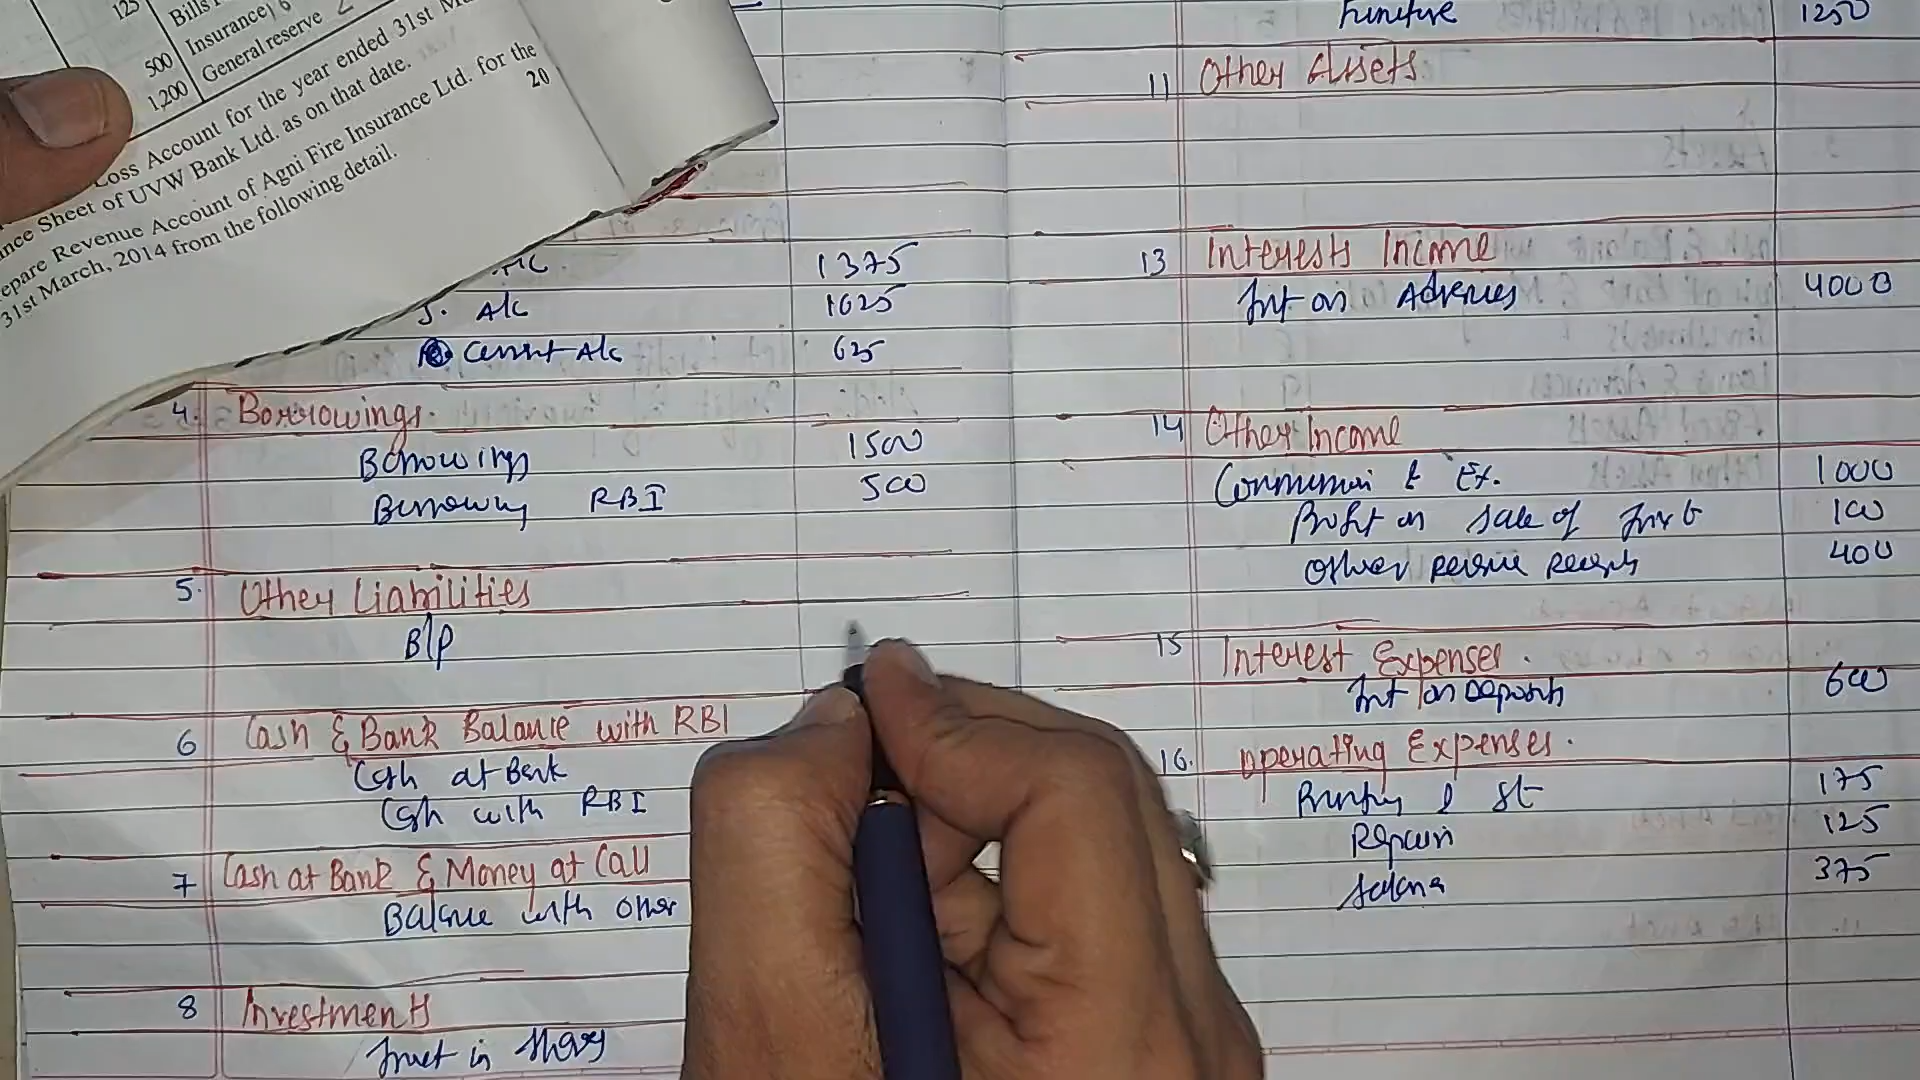 125
Bills
500 Insurance
1,200 General reserve
Loss Account for the year ended 31st
nce Sheet of UVW Bank Ltd. as on that date.
20
epare Revenue Account of Agni Fire Insurance Ltd. for the
31st March, 2014 from the following detail.
1375
S. A/c 1625
Current A/c 625
4. Borrowings.
Borrowings 1500
Borrowing RBI 500
5. Other Liabilities
B/P
6 Cash & Bank Balance with RBI
Cash at Bank
Cash with RBI
7 Cash at Bank & Money at Call
Balance with Other
8 Investments
Invet in Shares
Furniture 1250
11 Other Assets
13 Interests Income
Int on Advances 4000
14 Other Income
Commission & Ex. 1000
Profit on sale of Invt 100
Other revenue receipts 400
15 Interest Expenses.
Int on Deposits 600
16. Operating Expenses.
Printing & St 175
Repairs 125
Salaries 375